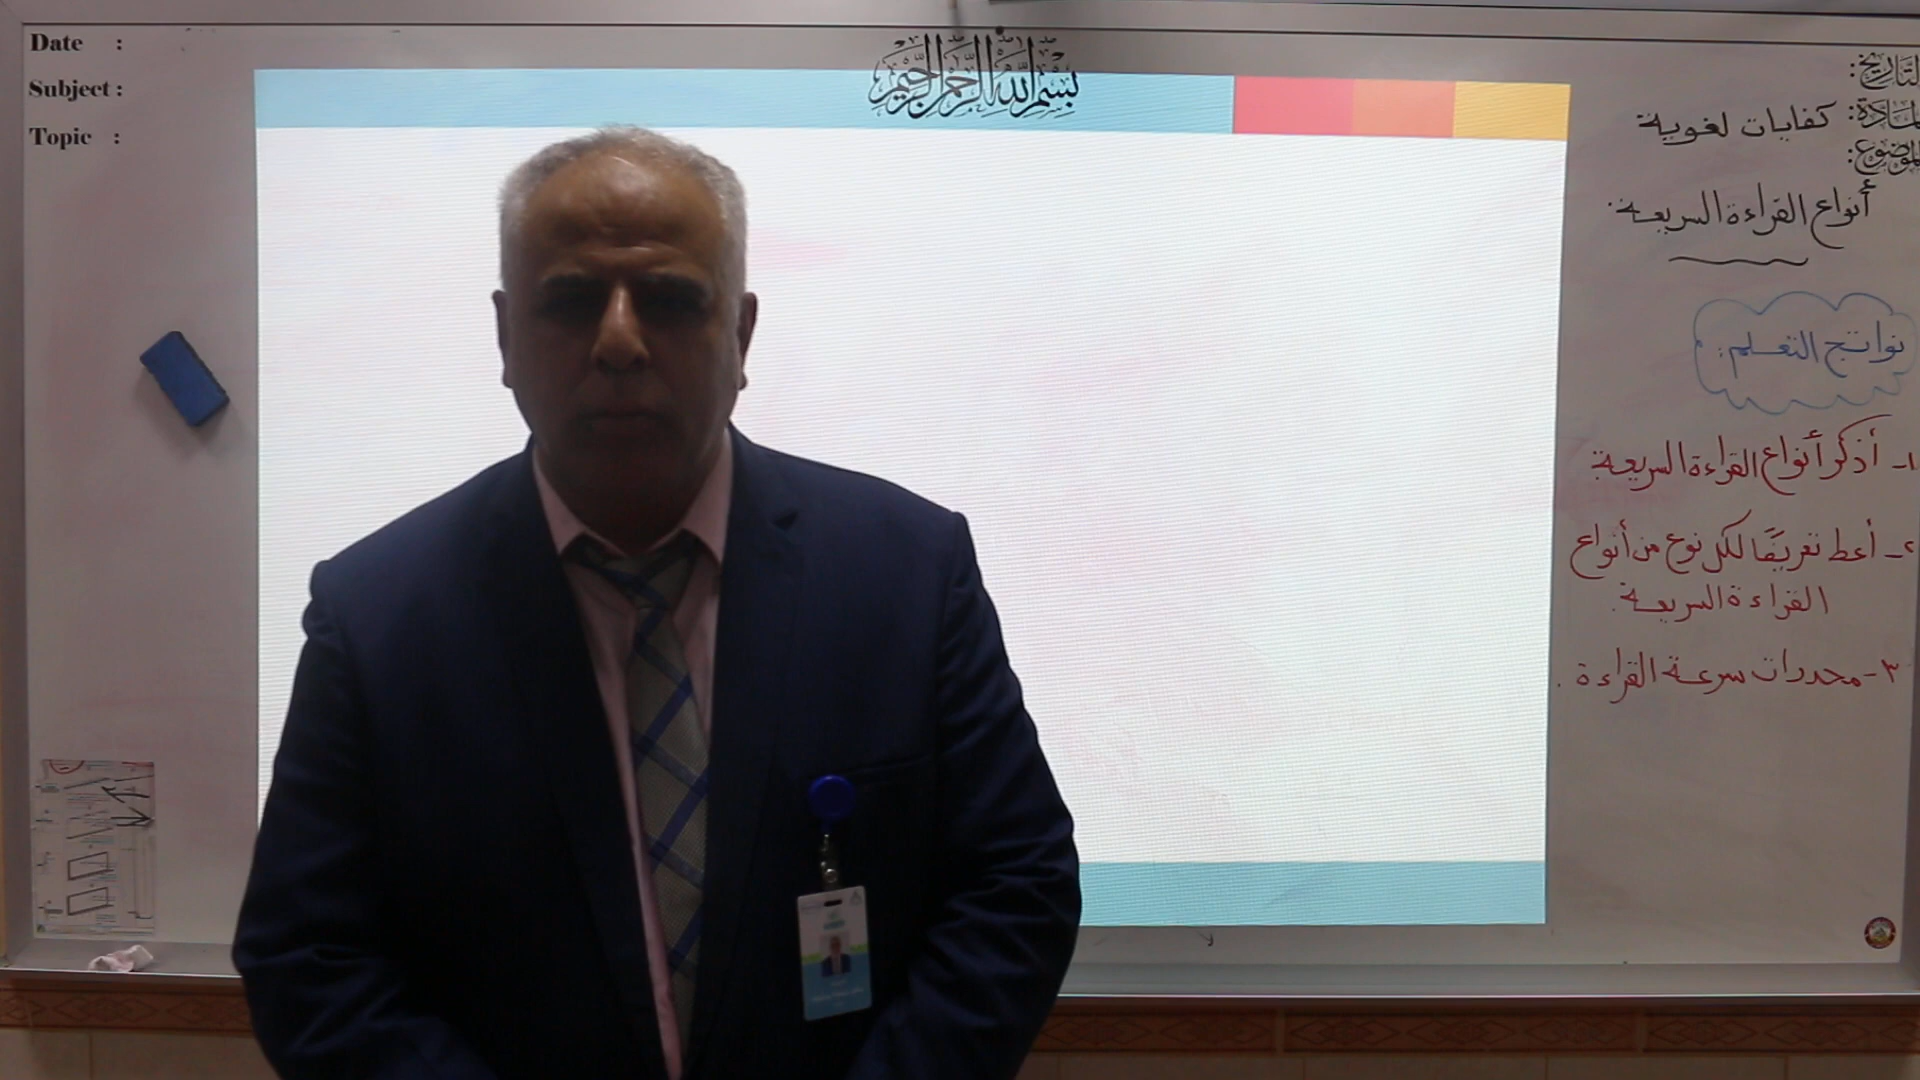 بسم الله الرحمن الرحيم
Date :
Subject :
Topic :
التاريخ:
المادة: كفايات لغوية
الموضوع:
أنواع القراءة السريعة.
نواتج التعلم:
١- أذكر أنواع القراءة السريعة
٢- أعط تعريفًا لكل نوع من أنواع
القراءة السريعة.
٣- محددات سرعة القراءة.